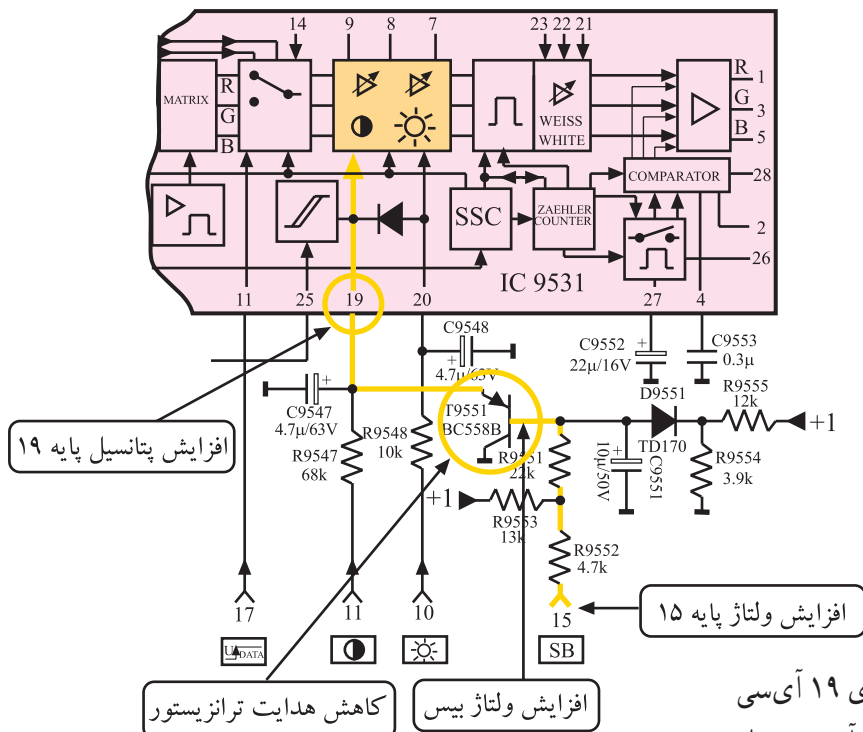 14
9
8
7
23
22
21
MATRIX
R
G
B
WEISS
WHITE
R
1
G
3
B
5
COMPARATOR
28
SSC
ZAEHLER
COUNTER
2
26
IC 9531
11
25
19
20
27
4
C9548
4.7µ/63V
+
C9552
22µ/16V
+
C9553
0.3µ
+
C9547
4.7µ/63V
T9551
BC558B
D9551
TD170
R9555
12k
+1
R9547
68k
R9548
10k
R9551
22k
+
10µ/50V
C9551
R9554
3.9k
+1
R9553
13k
R9552
4.7k
17
11
10
15
U
DATA
SB
افزایش پتانسیل پایه ۱۹
افزایش ولتاژ پایه ۱۵
کاهش هدایت ترانزیستور
افزایش ولتاژ بیس
ی ۱۹ آی‌سی